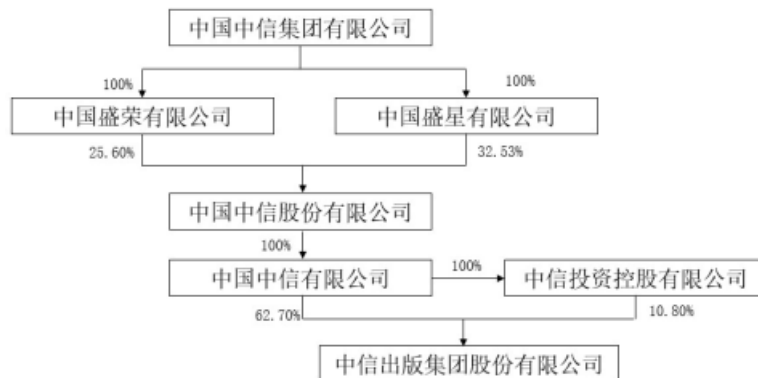 中国中信集团有限公司
100%
100%
中国盛荣有限公司
中国盛星有限公司
25.60%
32.53%
中国中信股份有限公司
100%
中国中信有限公司
100%
中信投资控股有限公司
62.70%
10.80%
中信出版集团股份有限公司